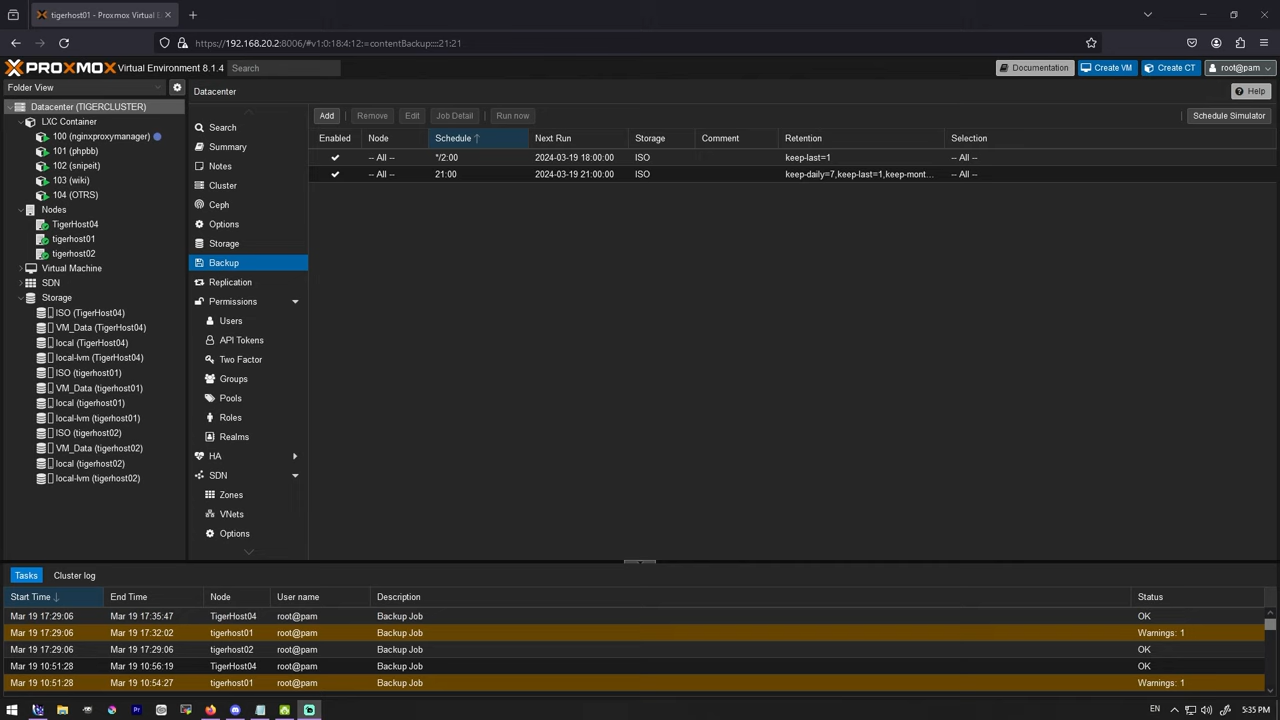 tigerhost01 - Proxmox Virtual E
https://192.168.20.2:8006/#v1:0:18:4:12:=contentBackup::::21:21
PROXMOX Virtual Environment 8.1.4 Search Documentation Create VM Create CT root@pam
Folder View
Datacenter Help
Datacenter (TIGERCLUSTER)
LXC Container
100 (nginxproxymanager)
101 (phpbb)
102 (snipeit)
103 (wiki)
104 (OTRS)
Nodes
TigerHost04
tigerhost01
tigerhost02
Virtual Machine
SDN
Storage
ISO (TigerHost04)
VM_Data (TigerHost04)
local (TigerHost04)
local-lvm (TigerHost04)
ISO (tigerhost01)
VM_Data (tigerhost01)
local (tigerhost01)
local-lvm (tigerhost01)
ISO (tigerhost02)
VM_Data (tigerhost02)
local (tigerhost02)
local-lvm (tigerhost02)
Search
Summary
Notes
Cluster
Ceph
Options
Storage
Backup
Replication
Permissions
Users
API Tokens
Two Factor
Groups
Pools
Roles
Realms
HA
SDN
Zones
VNets
Options
Add Remove Edit Job Detail Run now Schedule Simulator
Enabled Node Schedule Next Run Storage Comment Retention Selection
-- All -- */2:00 2024-03-19 18:00:00 ISO keep-last=1 -- All --
-- All -- 21:00 2024-03-19 21:00:00 ISO keep-daily=7,keep-last=1,keep-mont... -- All --
Tasks Cluster log
Start Time End Time Node User name Description Status
Mar 19 17:29:06 Mar 19 17:35:47 TigerHost04 root@pam Backup Job OK
Mar 19 17:29:06 Mar 19 17:32:02 tigerhost01 root@pam Backup Job Warnings: 1
Mar 19 17:29:06 Mar 19 17:29:06 tigerhost02 root@pam Backup Job OK
Mar 19 10:51:28 Mar 19 10:56:19 TigerHost04 root@pam Backup Job OK
Mar 19 10:51:28 Mar 19 10:54:27 tigerhost01 root@pam Backup Job Warnings: 1
EN 5:35 PM